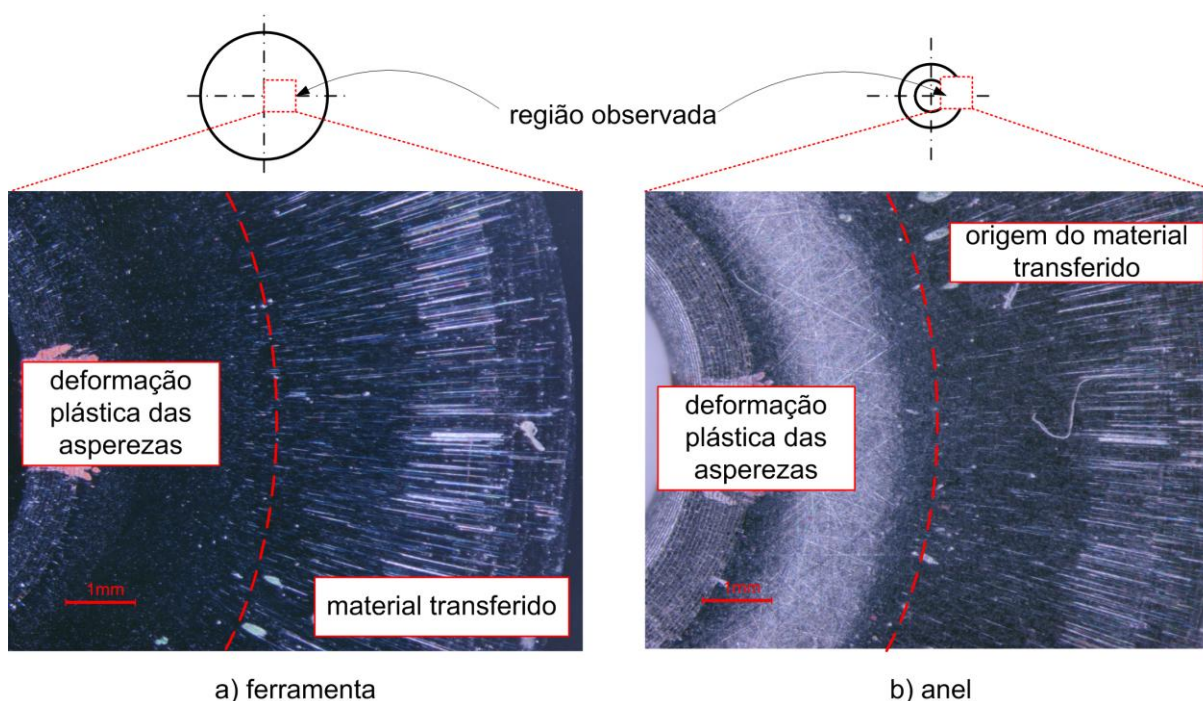 região observada
deformação
plástica das
asperezas
1mm
material transferido
origem do material
transferido
deformação
plástica das
asperezas
1mm
a) ferramenta
b) anel